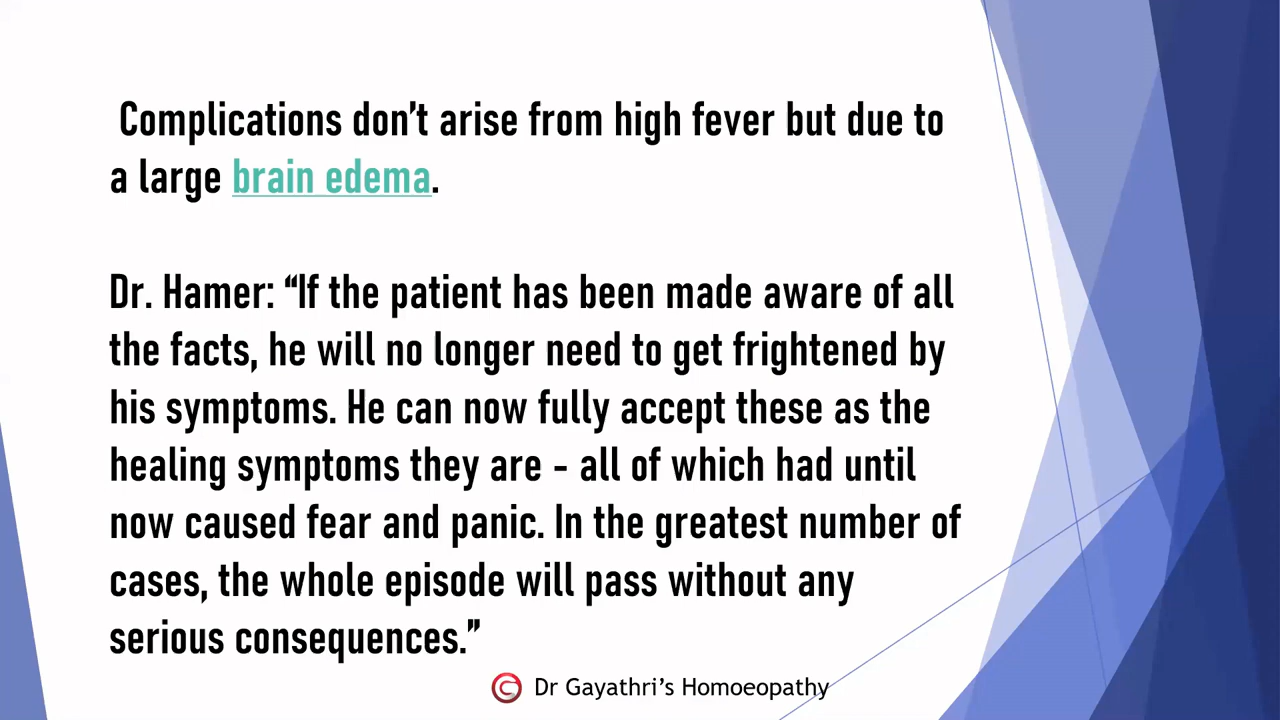 Complications don’t arise from high fever but due to
a large brain edema.
Dr. Hamer: “If the patient has been made aware of all
the facts, he will no longer need to get frightened by
his symptoms. He can now fully accept these as the
healing symptoms they are - all of which had until
now caused fear and panic. In the greatest number of
cases, the whole episode will pass without any
serious consequences.”
Dr Gayathri’s Homoeopathy